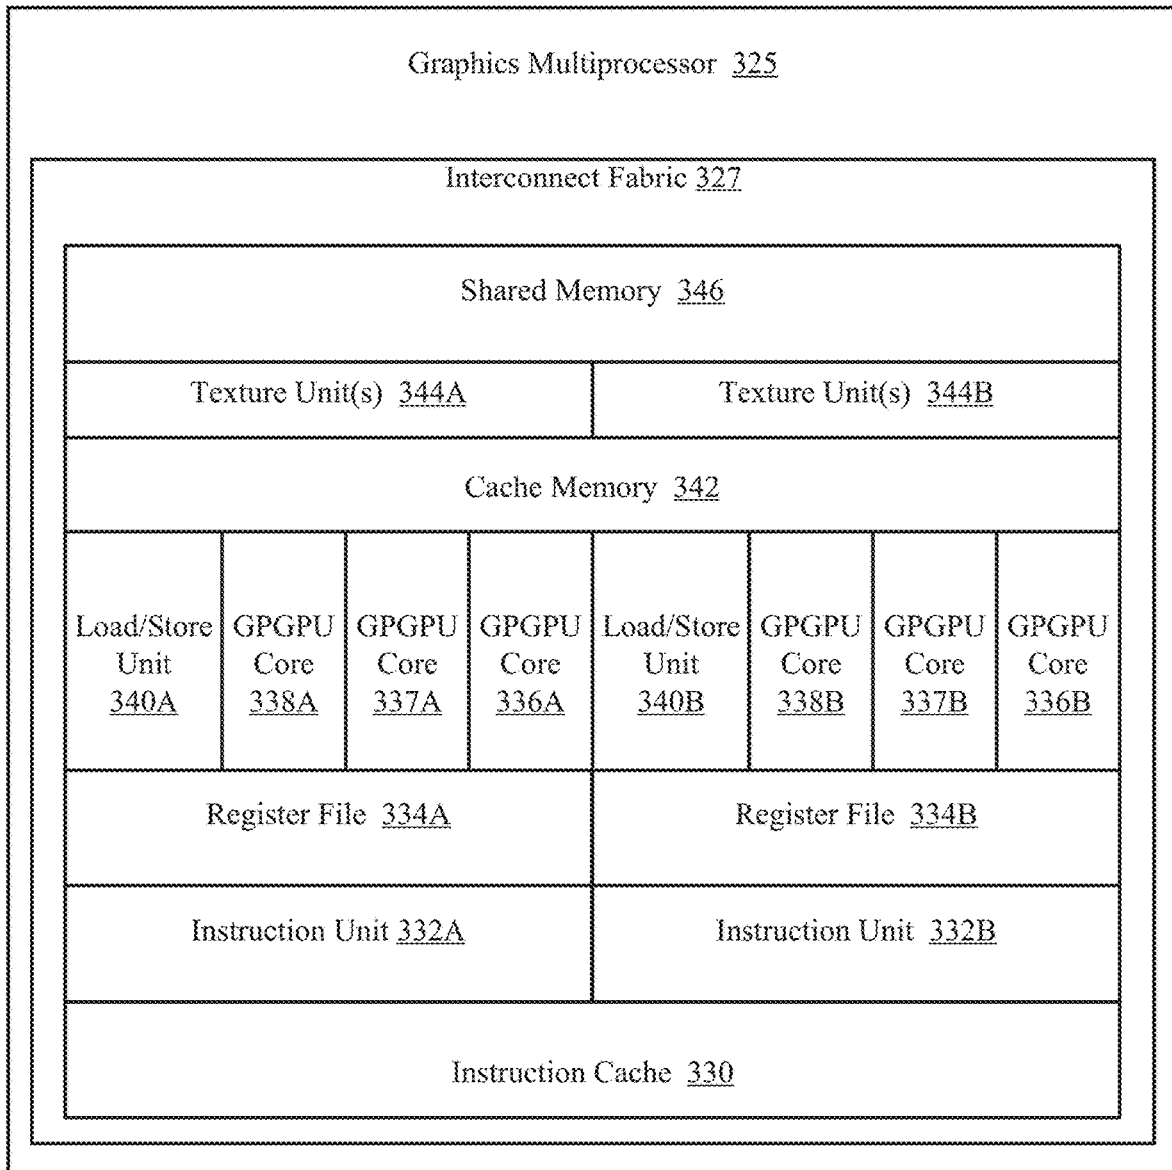 Graphics Multiprocessor 325
Interconnect Fabric 327
Shared Memory 346
Texture Unit(s) 344A
Texture Unit(s) 344B
Cache Memory 342
Load/Store
Unit
340A
GPGPU
Core
338A
GPGPU
Core
337A
GPGPU
Core
336A
Load/Store
Unit
340B
GPGPU
Core
338B
GPGPU
Core
337B
GPGPU
Core
336B
Register File 334A
Register File 334B
Instruction Unit 332A
Instruction Unit 332B
Instruction Cache 330